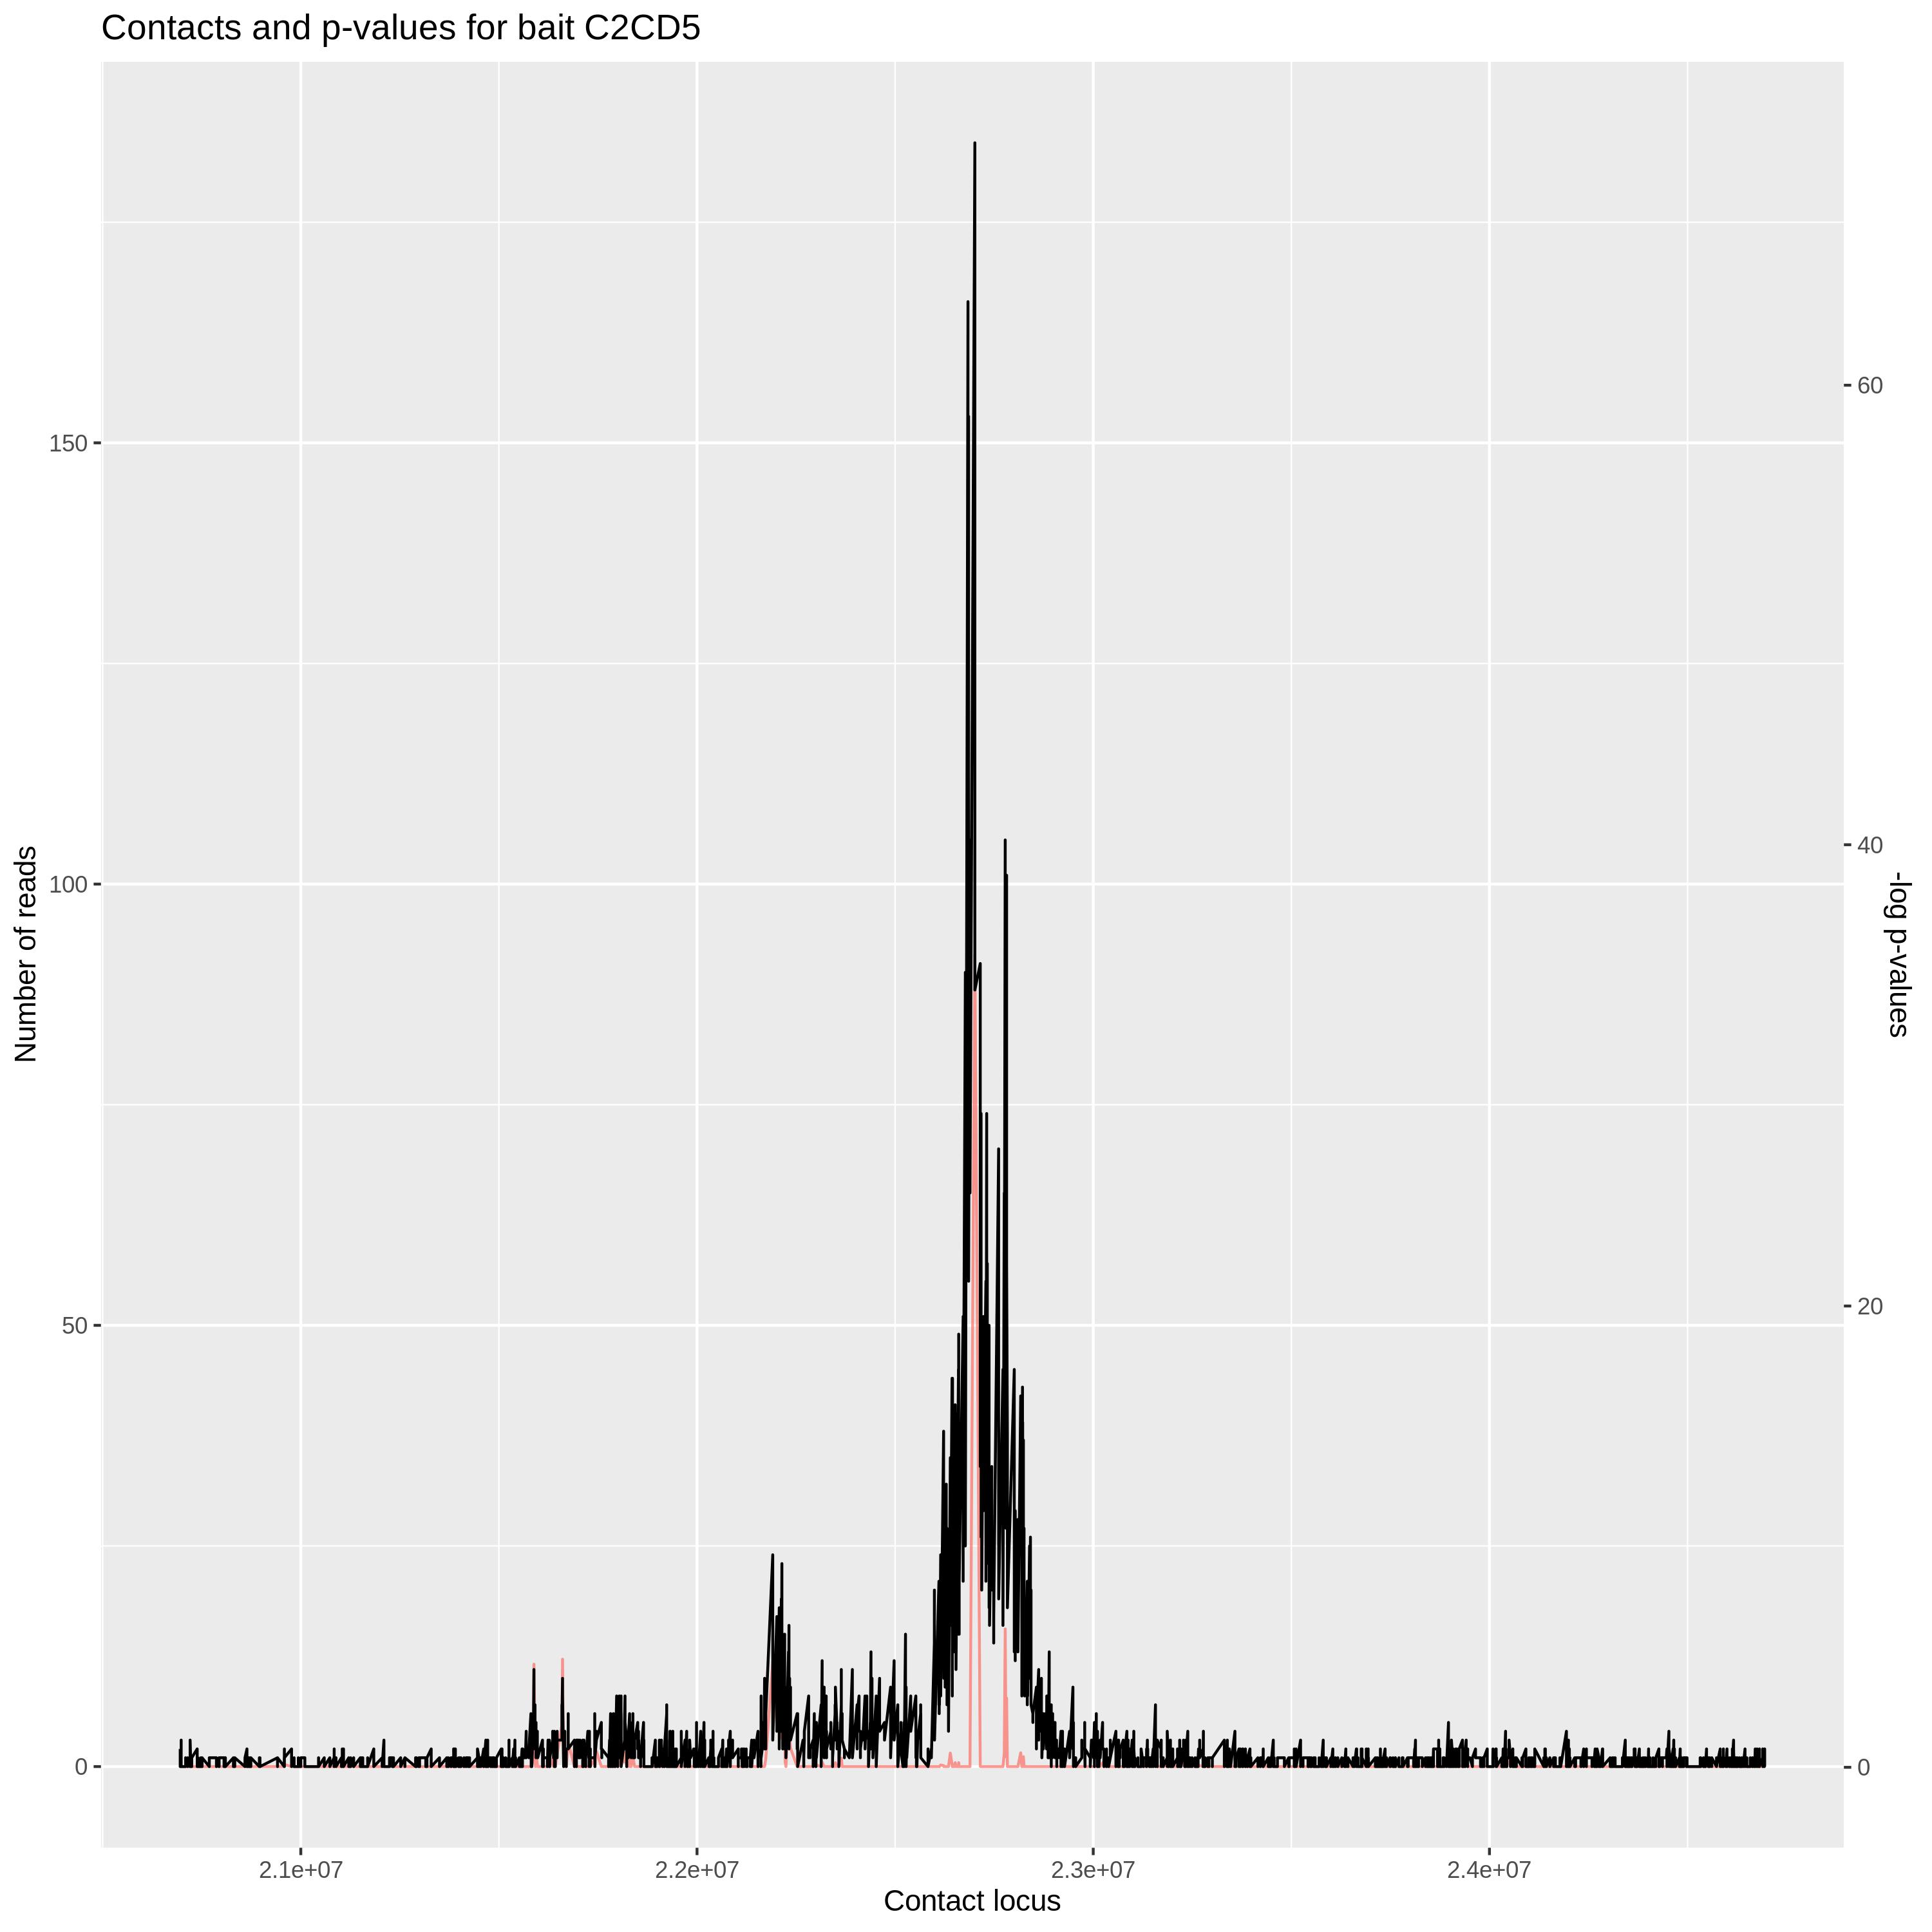 Contacts and p-values for bait C2CD5
Number of reads
150
100
50
0
60
40
20
0
-log p-values
2.1e+07
2.2e+07
2.3e+07
2.4e+07
Contact locus